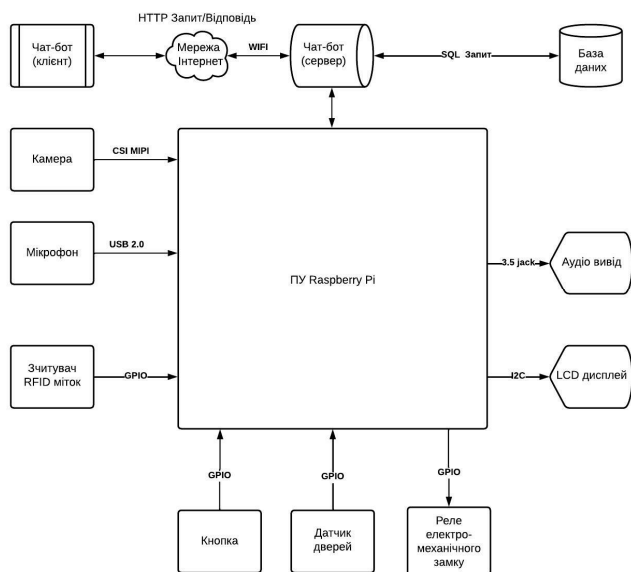 HTTP Запит/Відповідь
Чат-бот
(клієнт)
Мережа
Інтернет
WIFI
Чат-бот
(сервер)
SQL Запит
База
даних
Камера
CSI MIPI
Мікрофон
USB 2.0
ПУ Raspberry Pi
3.5 jack
Аудіо вивід
Зчитувач
RFID міток
GPIO
I2C
LCD дисплей
GPIO
GPIO
GPIO
Кнопка
Датчик
дверей
Реле
електро-
механічного
замку